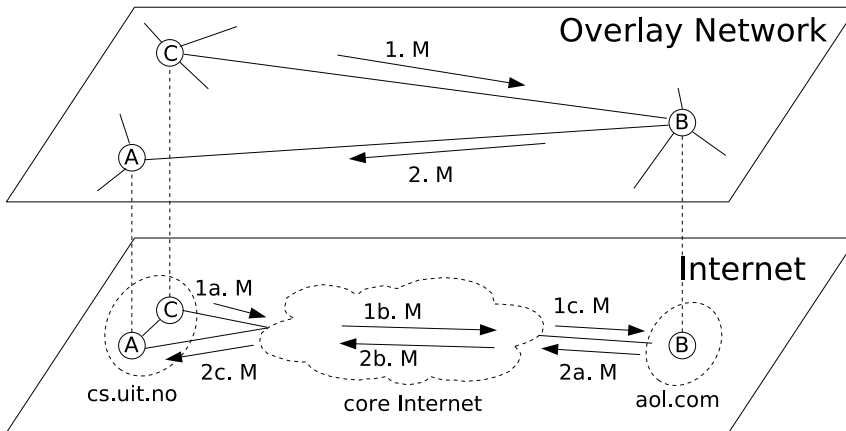 Overlay Network
C
1. M
B
A
2. M
Internet
1a. M
C
1b. M
1c. M
A
B
2c. M
2b. M
2a. M
cs.uit.no
core Internet
aol.com